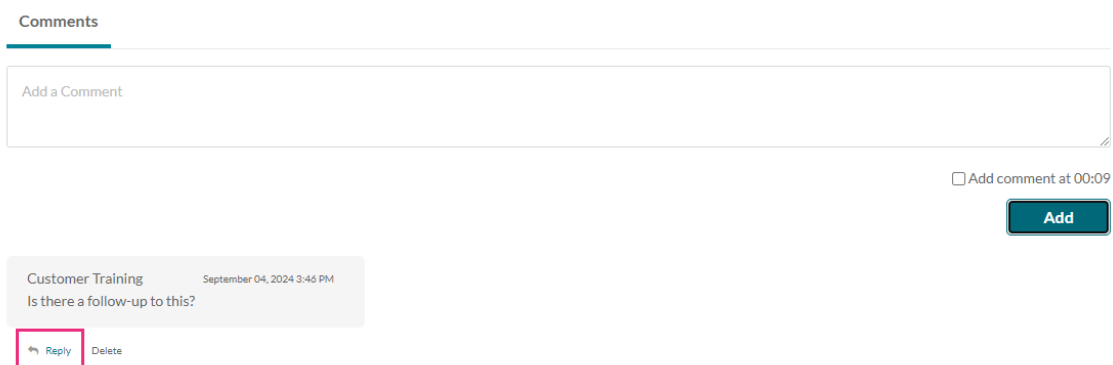 Comments
Add a Comment
Add comment at 00:09
Add
Customer Training September 04, 2024 3:46 PM
Is there a follow-up to this?
Reply Delete